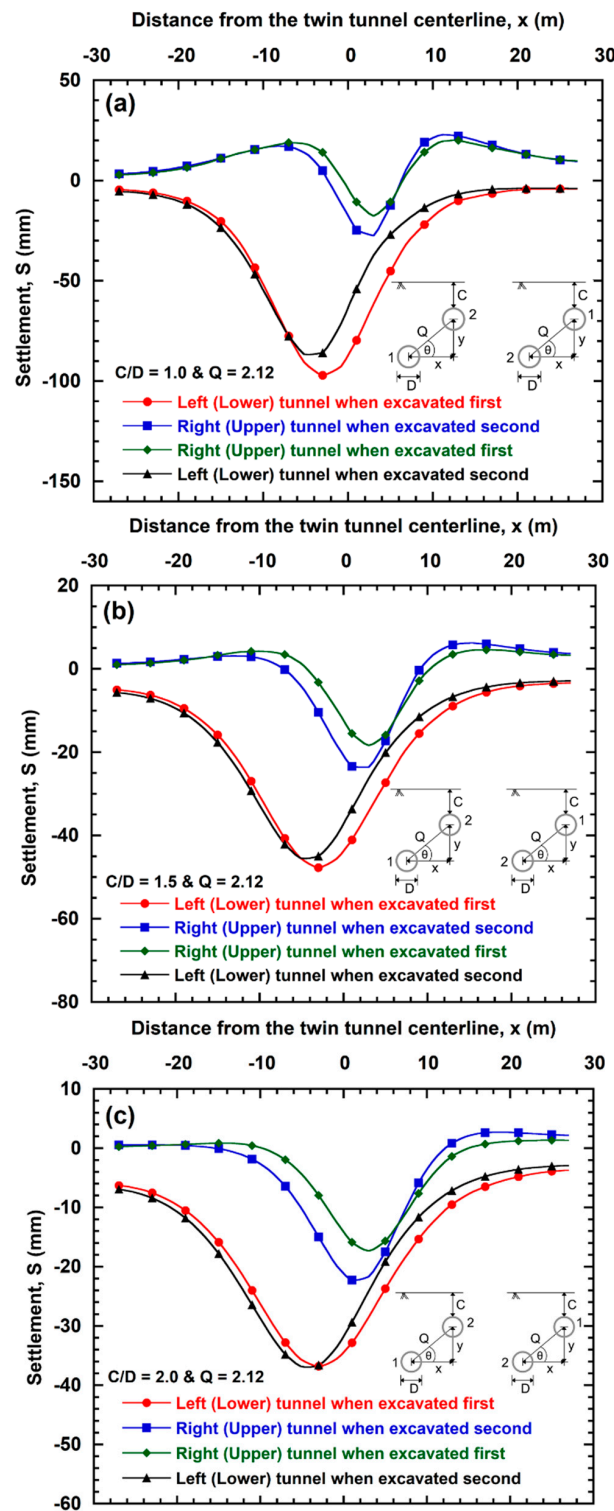 Distance from the twin tunnel centerline, x (m)
-30 -20 -10 0 10 20 30
50
(a)
0
Settlement, S (mm)
-50
C
2
Q
θ
y
1
x
D
C
1
Q
θ
y
2
x
D
-100
C/D = 1.0 & Q = 2.12
Left (Lower) tunnel when excavated first
Right (Upper) tunnel when excavated second
Right (Upper) tunnel when excavated first
Left (Lower) tunnel when excavated second
-150
Distance from the twin tunnel centerline, x (m)
-30 -20 -10 0 10 20 30
20
(b)
0
-20
Settlement, S (mm)
C
2
Q
θ
y
1
x
D
C
1
Q
θ
y
2
x
D
-40
C/D = 1.5 & Q = 2.12
Left (Lower) tunnel when excavated first
Right (Upper) tunnel when excavated second
Right (Upper) tunnel when excavated first
Left (Lower) tunnel when excavated second
-60
-80
Distance from the twin tunnel centerline, x (m)
-30 -20 -10 0 10 20 30
10
(c)
0
-10
-20
Settlement, S (mm)
-30
C
2
Q
θ
y
1
x
D
C
1
Q
θ
y
2
x
D
C/D = 2.0 & Q = 2.12
-40
Left (Lower) tunnel when excavated first
Right (Upper) tunnel when excavated second
Right (Upper) tunnel when excavated first
Left (Lower) tunnel when excavated second
-50
-60